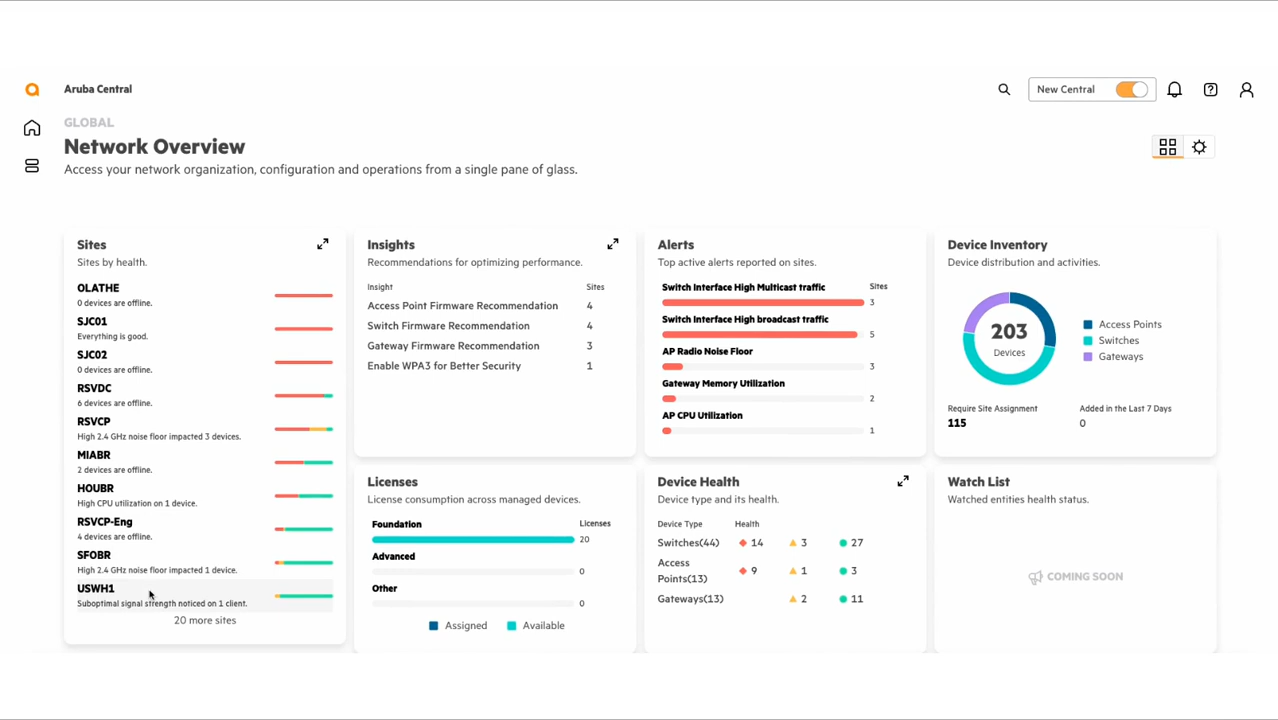 Aruba Central
New Central
GLOBAL
Network Overview
Access your network organization, configuration and operations from a single pane of glass.
Sites
Sites by health.
OLATHE
0 devices are offline.
SJC01
Everything is good.
SJC02
0 devices are offline.
RSVDC
6 devices are offline.
RSVCP
High 2.4 GHz noise floor impacted 3 devices.
MIABR
2 devices are offline.
HOUBR
High CPU utilization on 1 device.
RSVCP-Eng
4 devices are offline.
SFOBR
High 2.4 GHz noise floor impacted 1 device.
USWH1
Suboptimal signal strength noticed on 1 client.
20 more sites
Insights
Recommendations for optimizing performance.
Insight Sites
Access Point Firmware Recommendation 4
Switch Firmware Recommendation 4
Gateway Firmware Recommendation 3
Enable WPA3 for Better Security 1
Alerts
Top active alerts reported on sites.
Switch Interface High Multicast traffic Sites
3
Switch Interface High broadcast traffic
5
AP Radio Noise Floor
3
Gateway Memory Utilization
2
AP CPU Utilization
1
Device Inventory
Device distribution and activities.
203
Devices
Access Points
Switches
Gateways
Require Site Assignment Added in the Last 7 Days
115 0
Licenses
License consumption across managed devices.
Foundation Licenses
20
Advanced
0
Other
0
Assigned Available
Device Health
Device type and its health.
Device Type Health
Switches(44) 14 3 27
Access
Points(13) 9 1 3
Gateways(13) 2 11
Watch List
Watched entities health status.
COMING SOON